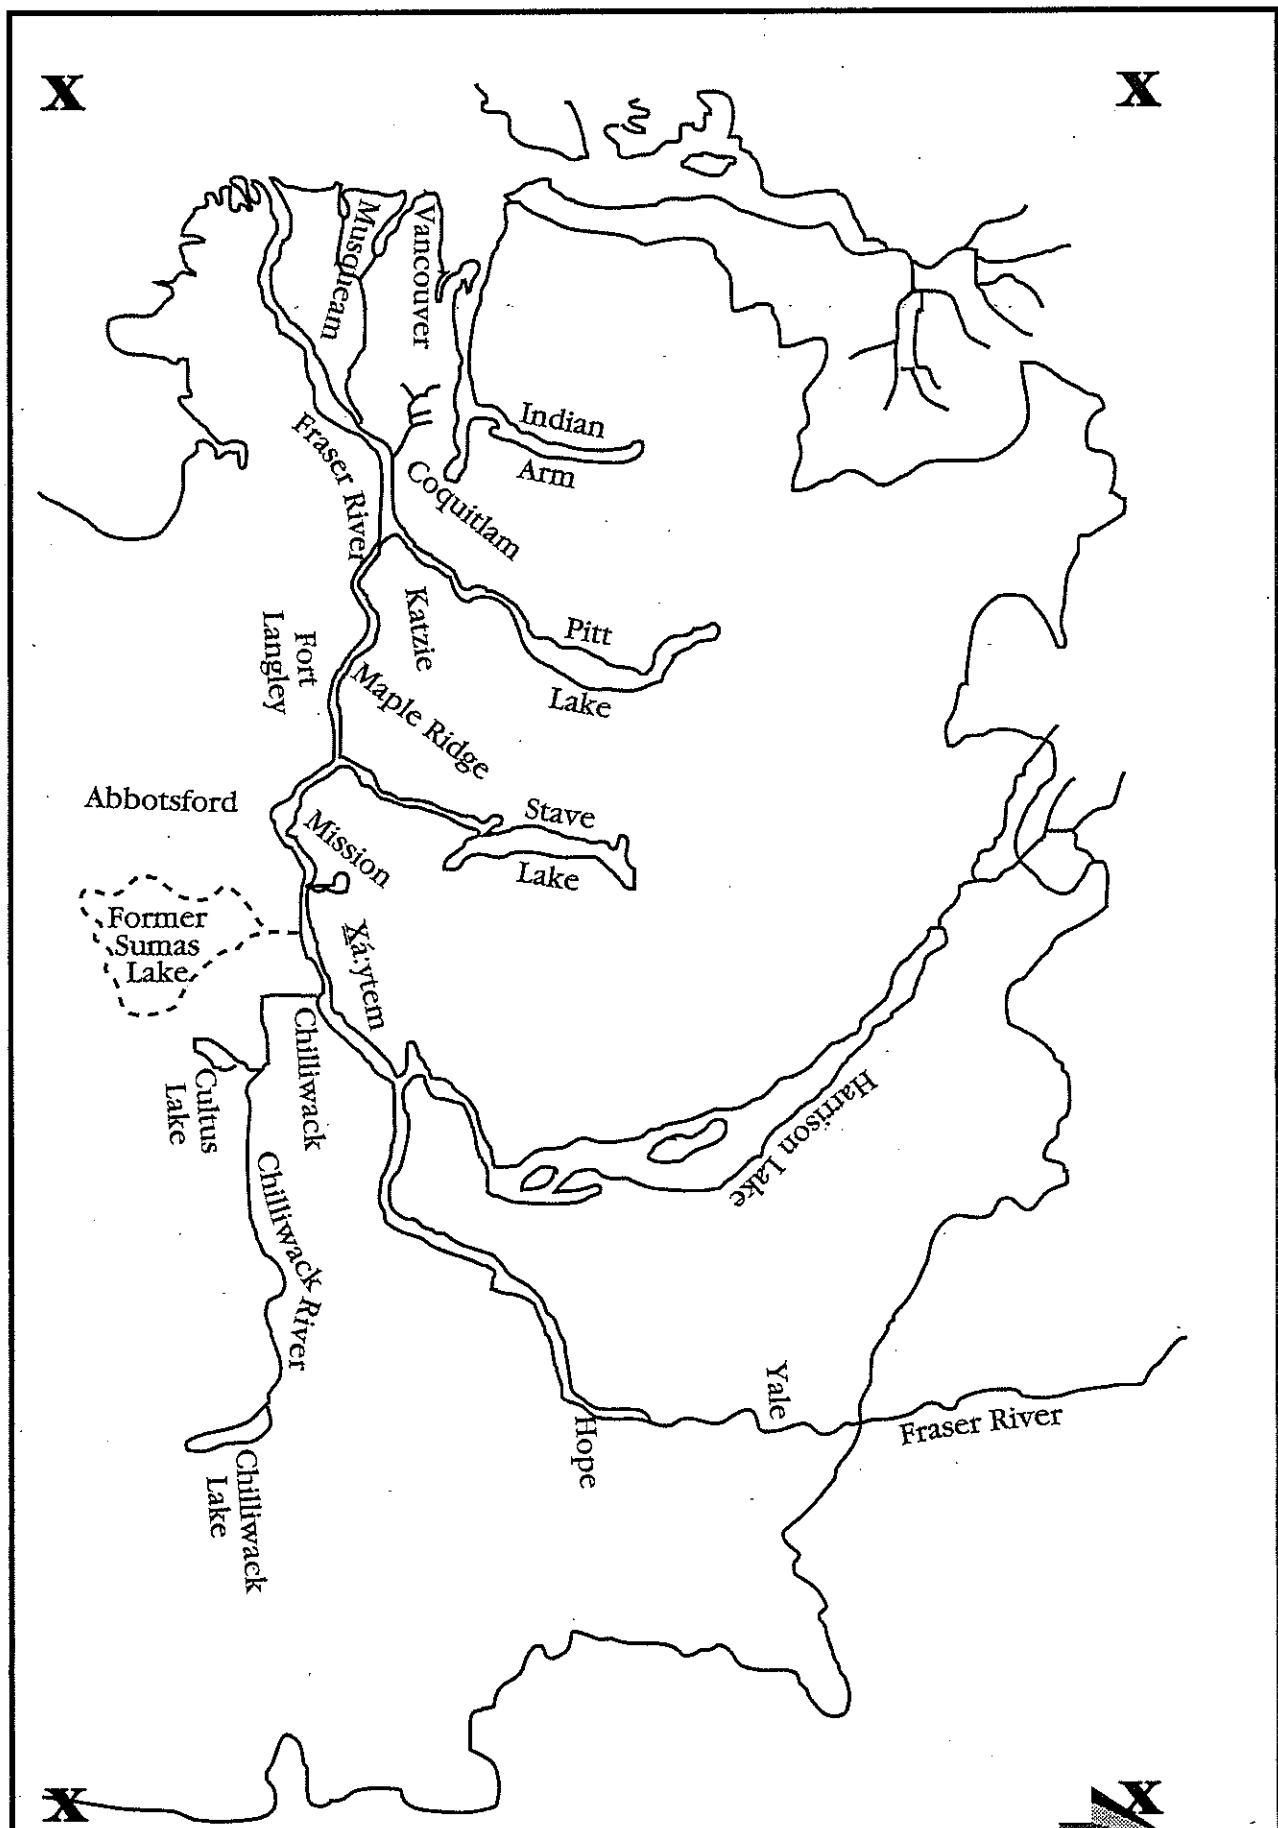 X
X
Musqueam
Vancouver
Indian
Arm
Fraser River
Coquitlam
Katzie
Pitt
Lake
Fort
Langley
Maple Ridge
Abbotsford
Mission
Stave
Lake
Former
Sumas
Lake
X̱á:ytem
Chilliwack
Cultus
Lake
Harrison Lake
Chilliwack River
Yale
Hope
Fraser River
Chilliwack
Lake
X
X